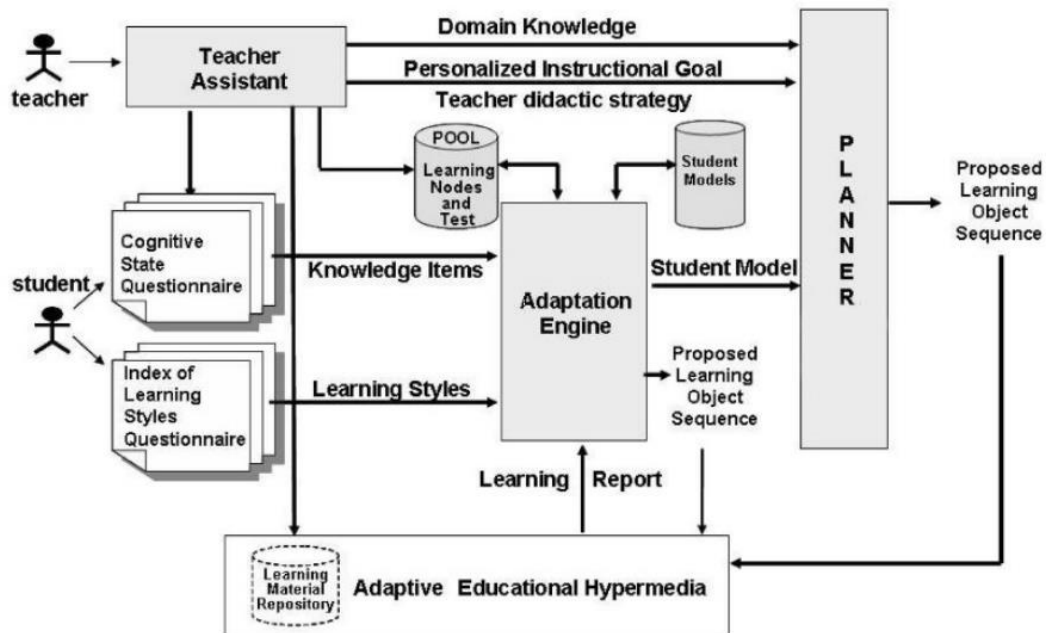 Domain Knowledge
Teacher
Assistant
teacher
Personalized Instructional Goal
Teacher didactic strategy
POOL
Learning
Nodes
and
Test
Student
Models
PLANNER
Proposed
Learning
Object
Sequence
Cognitive
State
Questionnaire
Knowledge Items
student
Adaptation
Engine
Student Model
Index of
Learning
Styles
Questionnaire
Learning Styles
Proposed
Learning
Object
Sequence
Learning Report
Learning
Material
Repository
Adaptive Educational Hypermedia